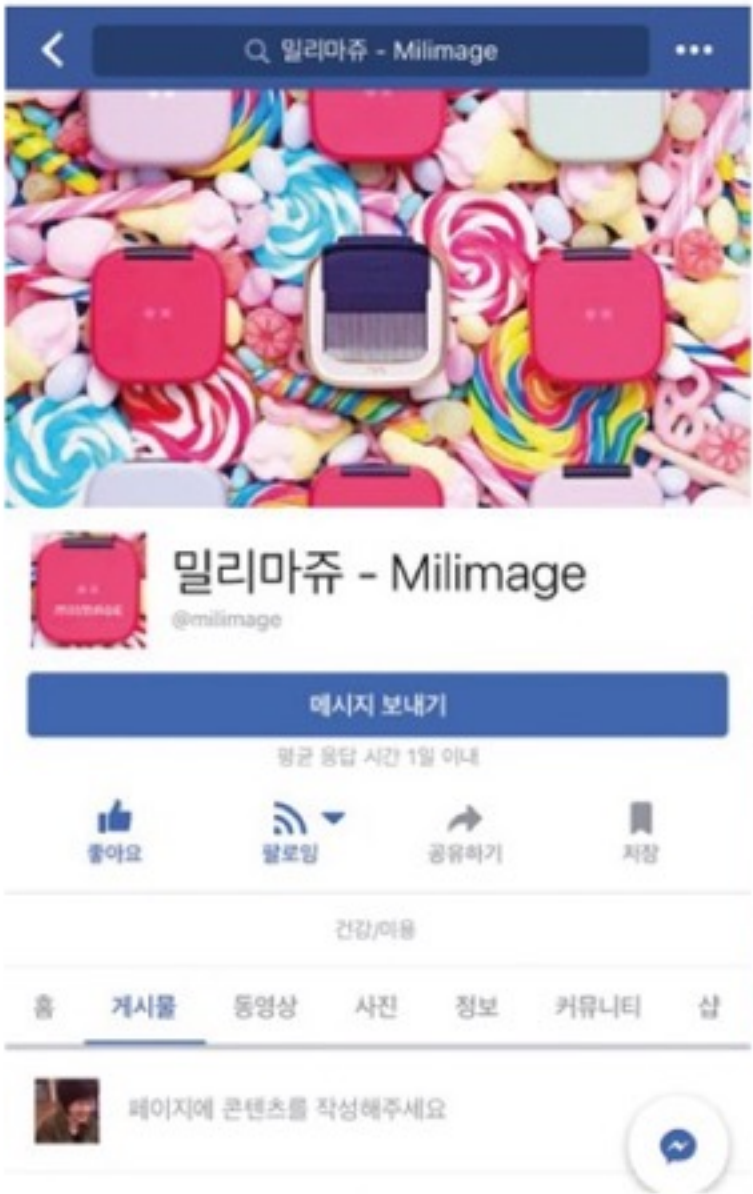 밀리마쥬 - Milimage
밀리마쥬 - Milimage
@milimage
메시지 보내기
평균 응답 시간 1일 이내
좋아요 팔로잉 공유하기 저장
건강/미용
홈 게시물 동영상 사진 정보 커뮤니티 샵
페이지에 콘텐츠를 작성해주세요